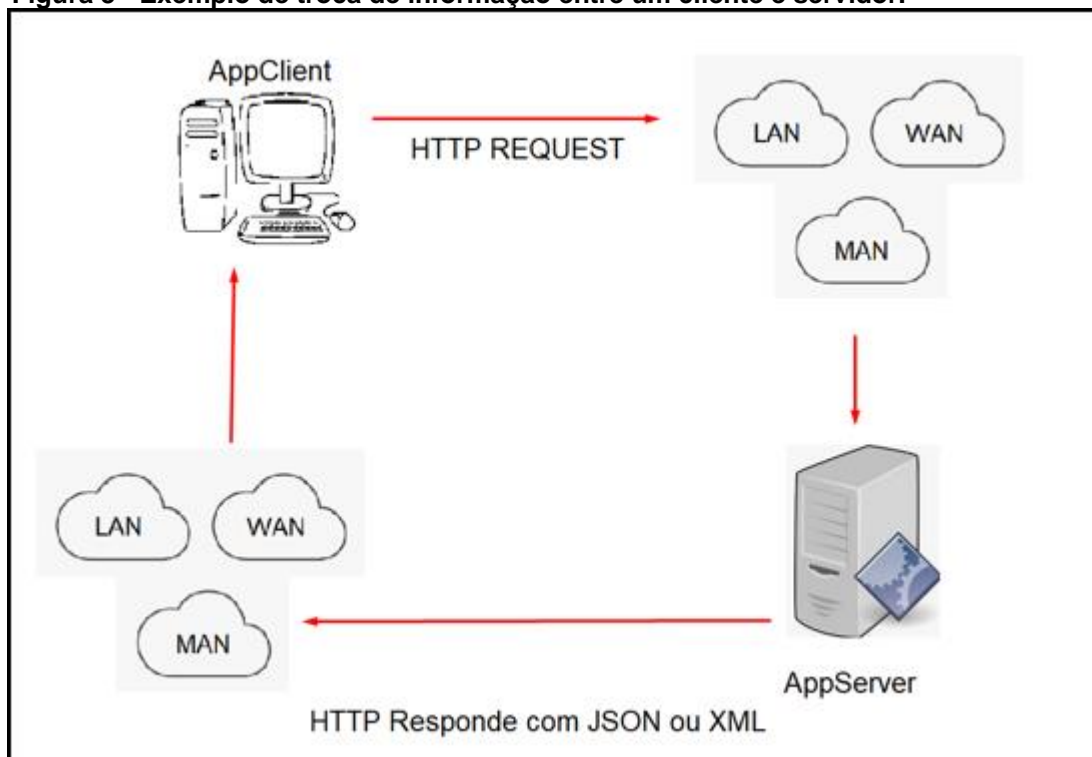 AppClient
HTTP REQUEST
LAN
WAN
MAN
LAN
WAN
MAN
AppServer
HTTP Responde com JSON ou XML